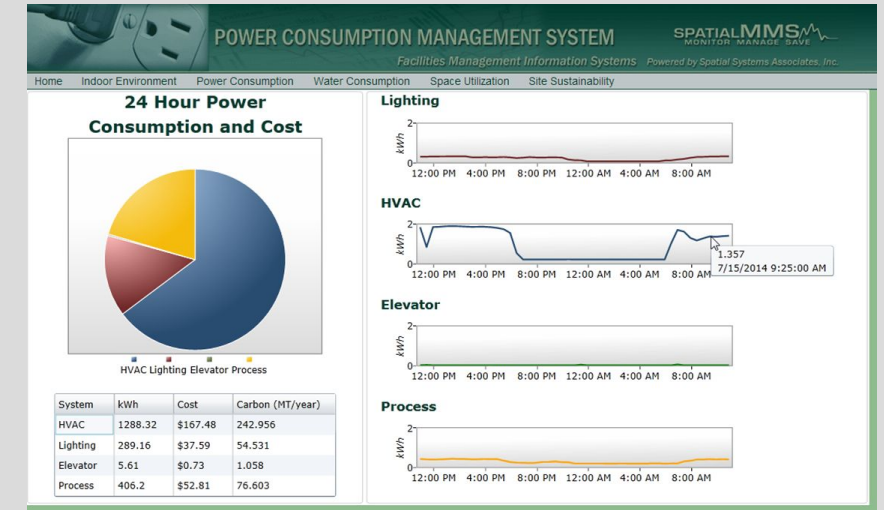 POWER CONSUMPTION MANAGEMENT SYSTEM
SPATIALMMS
MONITOR MANAGE SAVE
Facilities Management Information Systems Powered by Spatial Systems Associates, Inc.
Home Indoor Environment Power Consumption Water Consumption Space Utilization Site Sustainability
24 Hour Power
Consumption and Cost
HVAC Lighting Elevator Process
System kWh Cost Carbon (MT/year)
HVAC 1288.32 $167.48 242.956
Lighting 289.16 $37.59 54.531
Elevator 5.61 $0.73 1.058
Process 406.2 $52.81 76.603
Lighting
2
kWh
0
12:00 PM 4:00 PM 8:00 PM 12:00 AM 4:00 AM 8:00 AM
HVAC
2
kWh
0
1.357
7/15/2014 9:25:00 AM
12:00 PM 4:00 PM 8:00 PM 12:00 AM 4:00 AM 8:00 AM
Elevator
2
kWh
0
12:00 PM 4:00 PM 8:00 PM 12:00 AM 4:00 AM 8:00 AM
Process
2
kWh
0
12:00 PM 4:00 PM 8:00 PM 12:00 AM 4:00 AM 8:00 AM